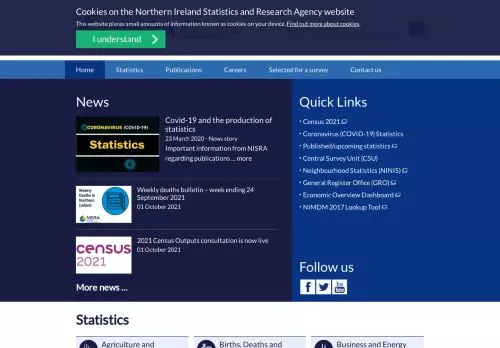 Cookies on the Northern Ireland Statistics and Research Agency website
This website places small amounts of information known as cookies on your device. Find out more about cookies.
I understand
Home
Statistics
Publications
Careers
Selected for a survey
Contact us
News
CORONAVIRUS (COVID-19)
Statistics
Covid-19 and the production of
statistics
23 March 2020 - News story
Important information from NISRA
regarding publications ... more
Weekly
Deaths in
Northern
Ireland
NISRA
Weekly deaths bulletin – week ending 24
September 2021
01 October 2021
census
2021
2021 Census Outputs consultation is now live
01 October 2021
More news ...
Quick Links
Census 2021
Coronavirus (COVID-19) Statistics
Published/upcoming statistics
Central Survey Unit (CSU)
Neighbourhood Statistics (NINIS)
General Register Office (GRO)
Economic Overview Dashboard
NIMDM 2017 Lookup Tool
Follow us
Statistics
Agriculture and
Births, Deaths and
Business and Energy